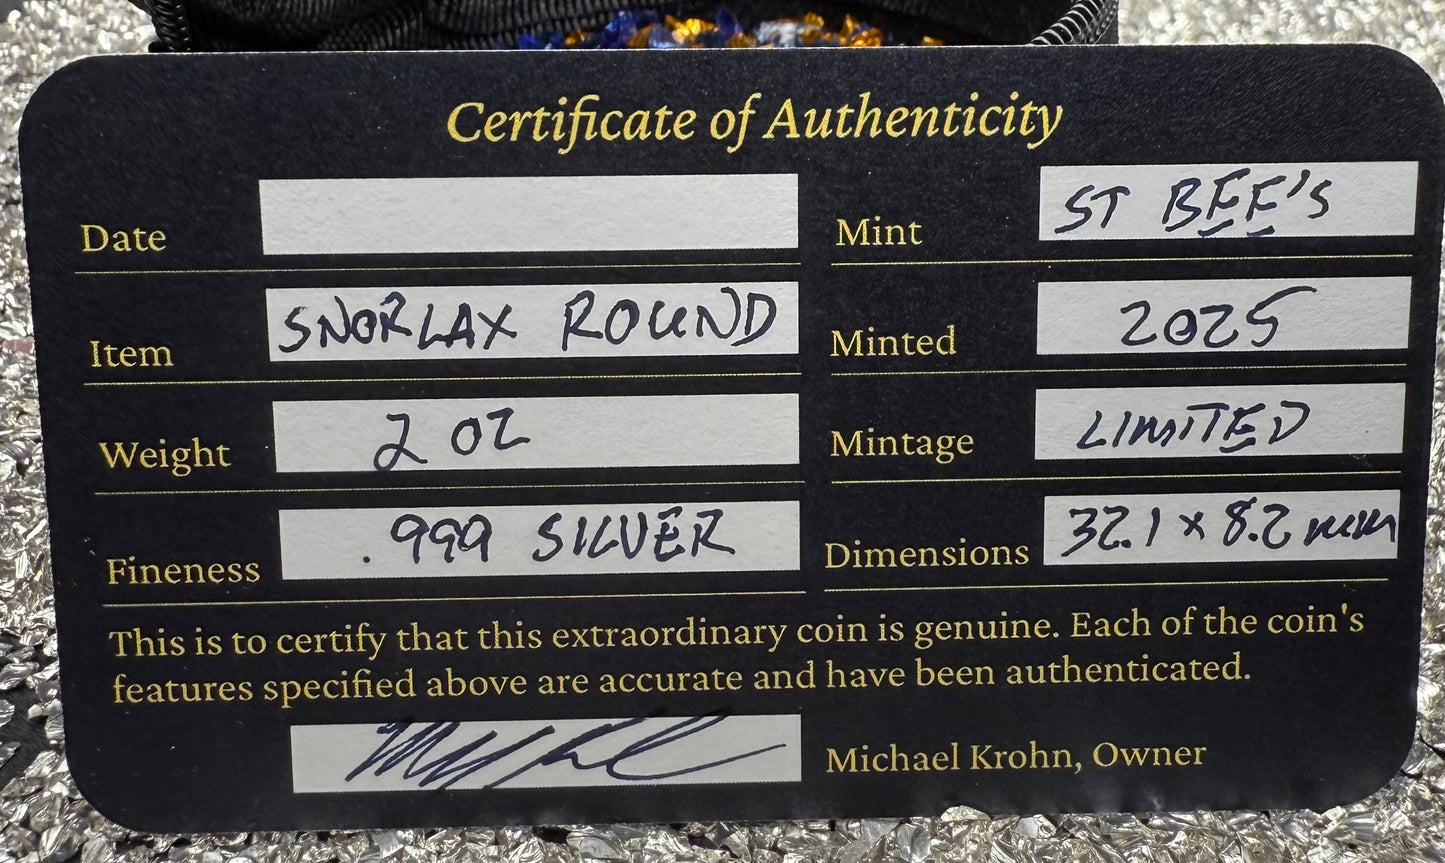 Certificate of Authenticity
Date
Mint ST BEE'S
Item SNORLAX ROUND
Minted 2025
Weight 2 OZ
Mintage LIMITED
Fineness .999 SILVER
Dimensions 32.1 x 8.2 mm
This is to certify that this extraordinary coin is genuine. Each of the coin's
features specified above are accurate and have been authenticated.
Michael Krohn, Owner